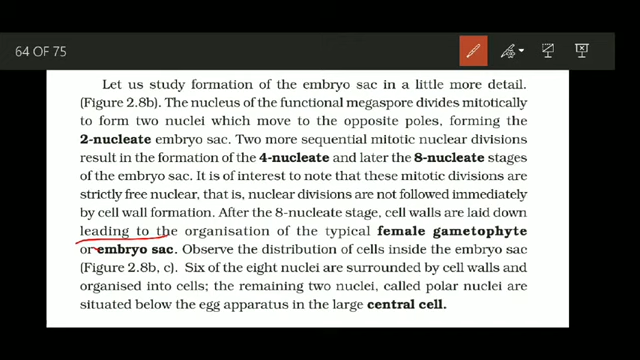 64 OF 75
Let us study formation of the embryo sac in a little more detail.
(Figure 2.8b). The nucleus of the functional megaspore divides mitotically
to form two nuclei which move to the opposite poles, forming the
2-nucleate embryo sac. Two more sequential mitotic nuclear divisions
result in the formation of the 4-nucleate and later the 8-nucleate stages
of the embryo sac. It is of interest to note that these mitotic divisions are
strictly free nuclear, that is, nuclear divisions are not followed immediately
by cell wall formation. After the 8-nucleate stage, cell walls are laid down
leading to the organisation of the typical female gametophyte
or embryo sac. Observe the distribution of cells inside the embryo sac
(Figure 2.8b, c). Six of the eight nuclei are surrounded by cell walls and
organised into cells; the remaining two nuclei, called polar nuclei are
situated below the egg apparatus in the large central cell.